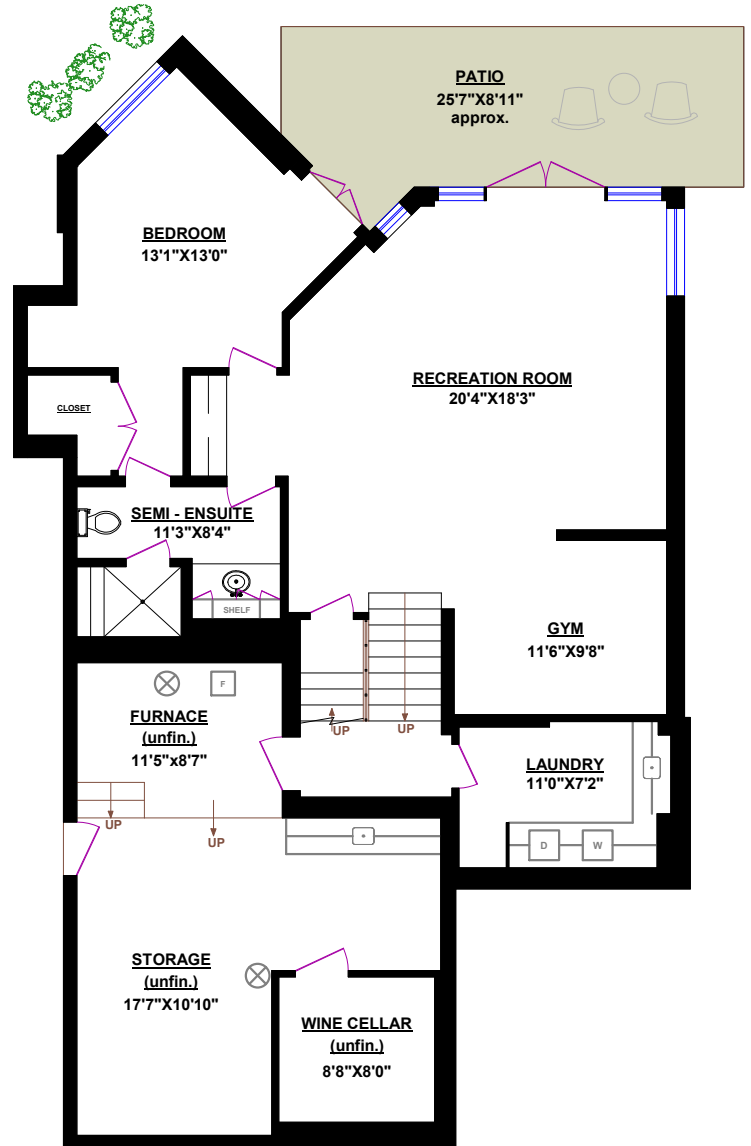 PATIO
25'7"X8'11"
approx.
BEDROOM
13'1"X13'0"
RECREATION ROOM
20'4"X18'3"
CLOSET
SEMI - ENSUITE
11'3"X8'4"
SHELF
GYM
11'6"X9'8"
F
FURNACE
(unfin.)
11'5"x8'7"
UP
UP
LAUNDRY
11'0"X7'2"
D
W
UP
UP
STORAGE
(unfin.)
17'7"X10'10"
WINE CELLAR
(unfin.)
8'8"X8'0"